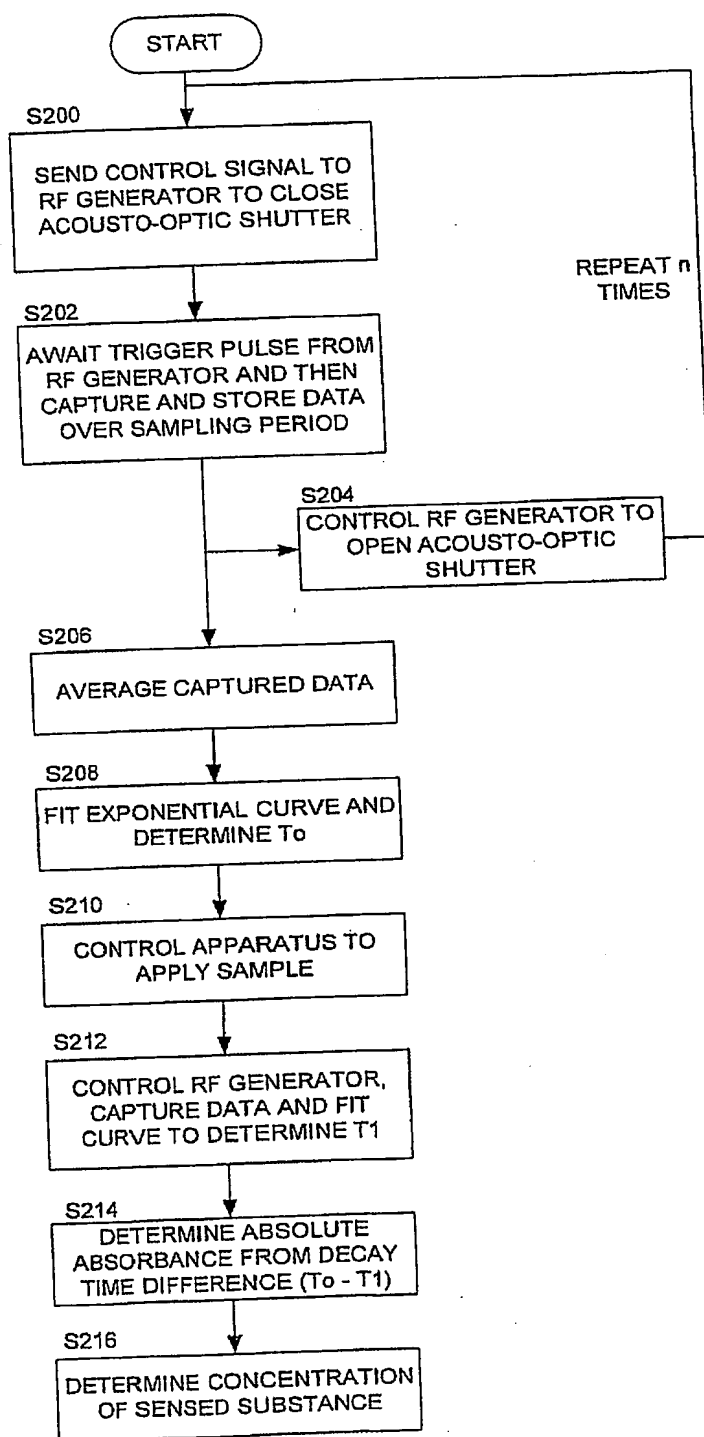 START
S200
SEND CONTROL SIGNAL TO
RF GENERATOR TO CLOSE
ACOUSTO-OPTIC SHUTTER
REPEAT n
TIMES
S202
AWAIT TRIGGER PULSE FROM
RF GENERATOR AND THEN
CAPTURE AND STORE DATA
OVER SAMPLING PERIOD
S204
CONTROL RF GENERATOR TO
OPEN ACOUSTO-OPTIC
SHUTTER
S206
AVERAGE CAPTURED DATA
S208
FIT EXPONENTIAL CURVE AND
DETERMINE To
S210
CONTROL APPARATUS TO
APPLY SAMPLE
S212
CONTROL RF GENERATOR,
CAPTURE DATA AND FIT
CURVE TO DETERMINE T1
S214
DETERMINE ABSOLUTE
ABSORBANCE FROM DECAY
TIME DIFFERENCE (To - T1)
S216
DETERMINE CONCENTRATION
OF SENSED SUBSTANCE